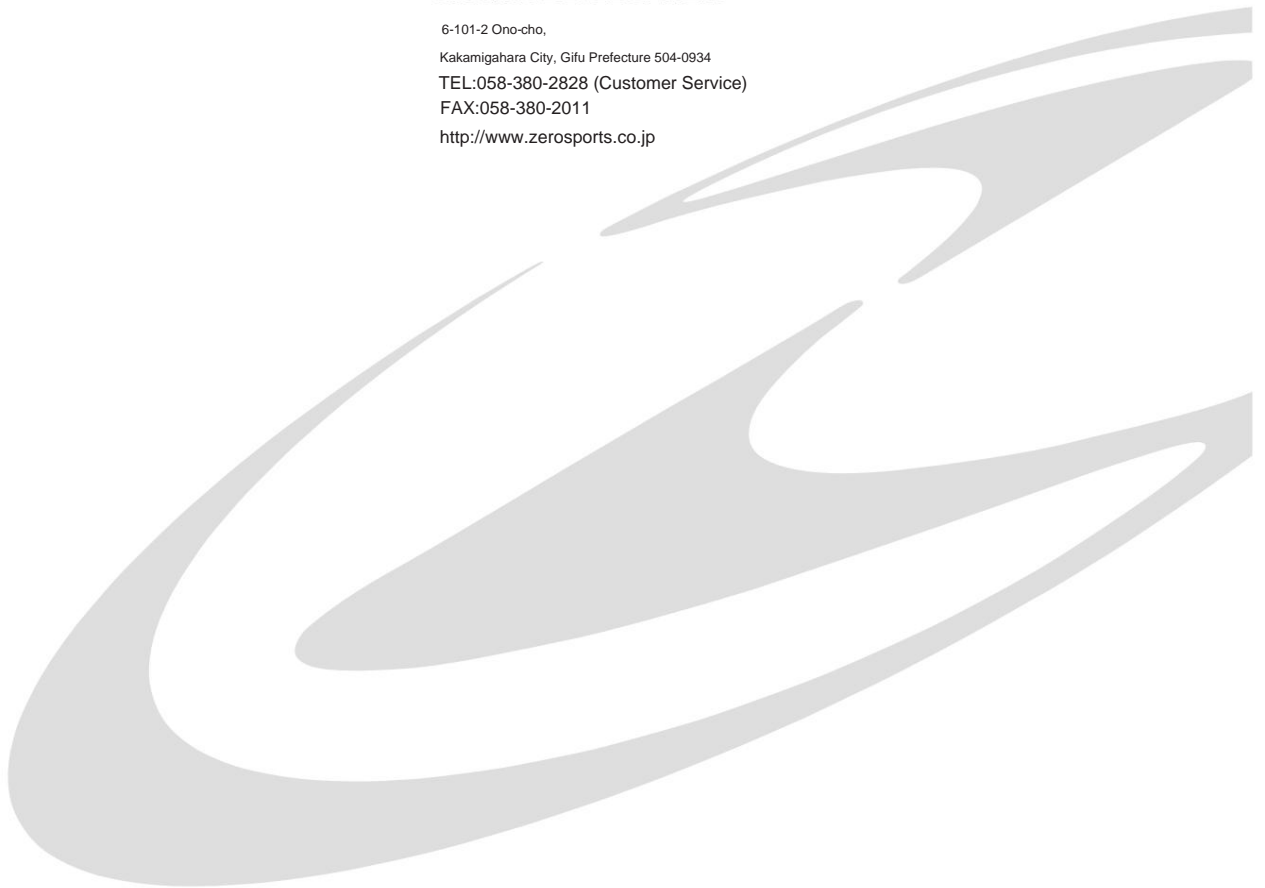 6-101-2 Ono-cho,
Kakamigahara City, Gifu Prefecture 504-0934
TEL:058-380-2828 (Customer Service)
FAX:058-380-2011
http://www.zerosports.co.jp